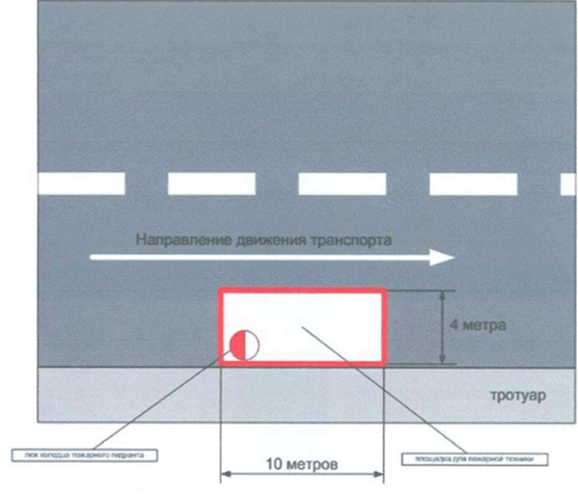 Направление движения транспорта
4 метра
тротуар
люк колодца пожарного гидранта
площадка для пожарной техники
10 метров